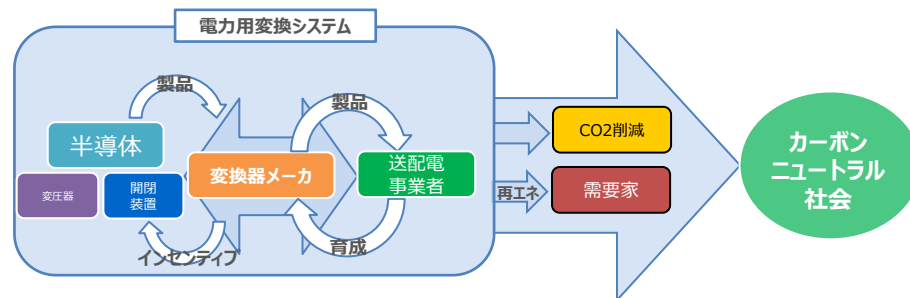 電力用変換システム
製品
製品
半導体
変圧器
開閉
装置
変換器メーカ
送配電
事業者
インセンティブ
育成
再エネ
CO2削減
需要家
カーボン
ニュートラル
社会